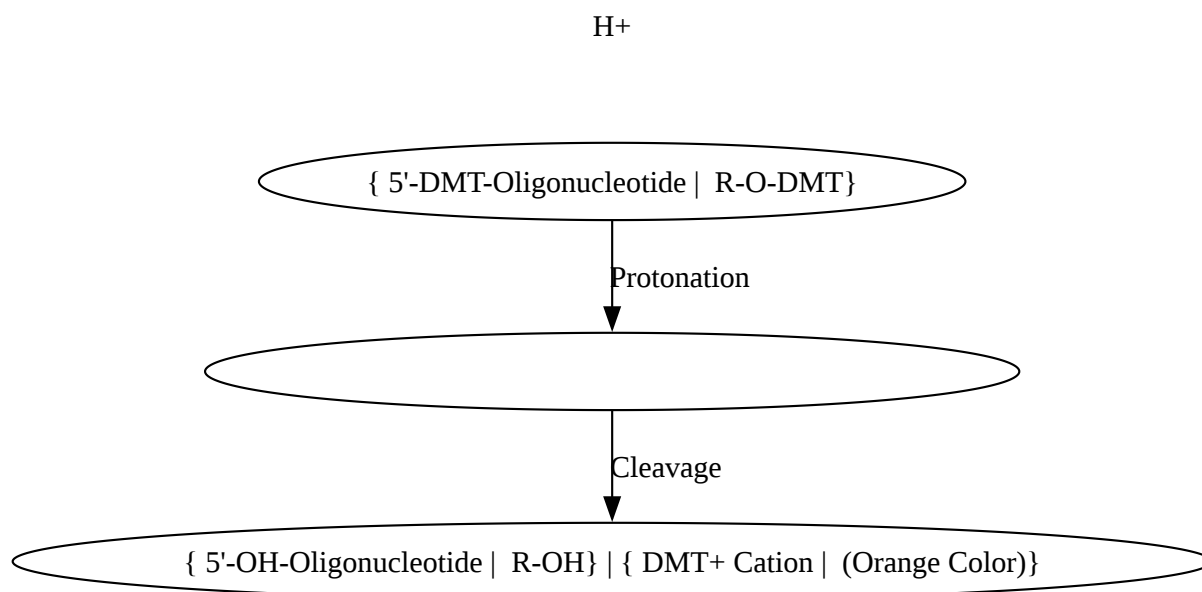 H+
{ 5'-DMT-Oligonucleotide |  R-O-DMT}
Protonation
Cleavage
{ 5'-OH-Oligonucleotide |  R-OH} | { DMT+ Cation |  (Orange Color)}